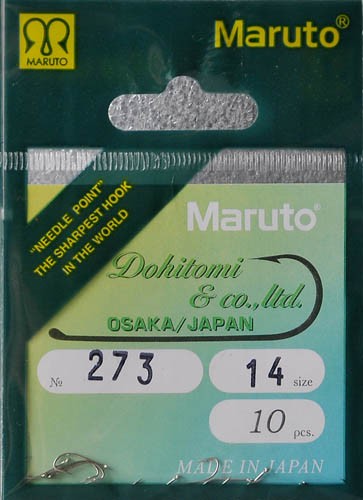 MARUTO
Maruto®
"NEEDLE POINT"
THE SHARPEST HOOK
IN THE WORLD
Maruto®
Dohitomi
& co., ltd.
OSAKA/JAPAN
№ 273
14 size
10 pcs.
MADE IN JAPAN